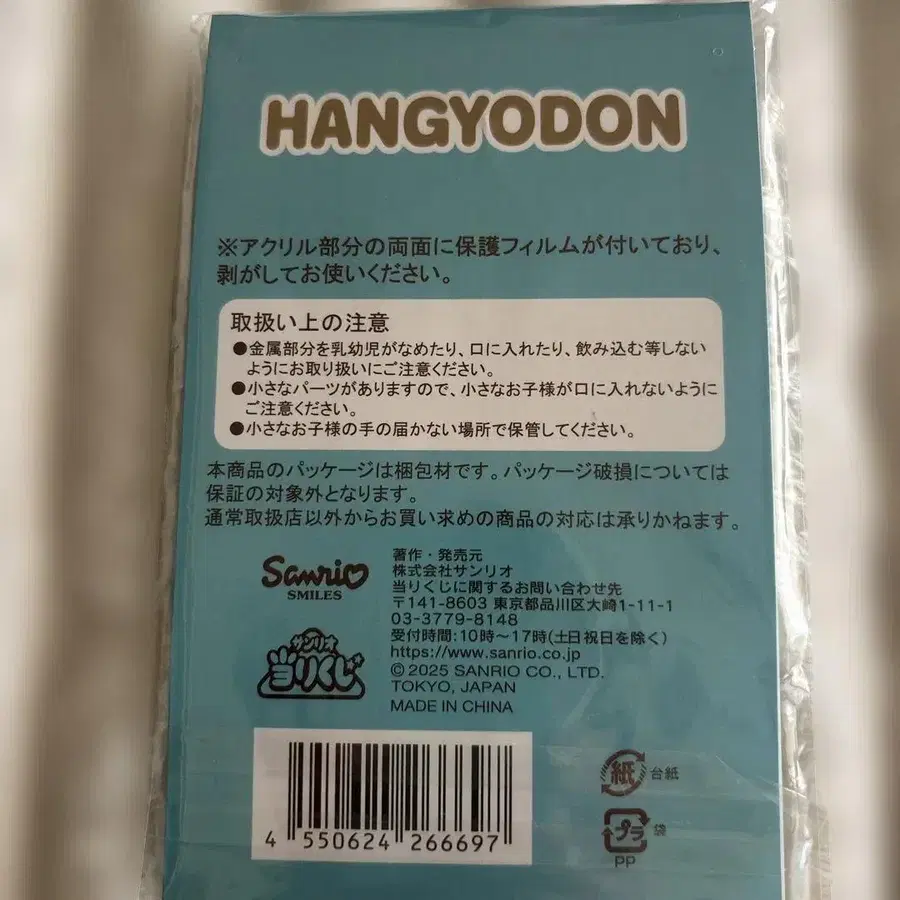 HANGYODON
※アクリル部分の両面に保護フィルムが付いており、
剥がしてお使いください。
取扱い上の注意
●金属部分を乳幼児がなめたり、口に入れたり、飲み込む等しない
ようにお取り扱いにご注意ください。
●小さなパーツがありますので、小さなお子様が口に入れないように
ご注意ください。
●小さなお子様の手の届かない場所で保管してください。
本商品のパッケージは梱包材です。パッケージ破損については
保証の対象外となります。
通常取扱店以外からお買い求めの商品の対応は承りかねます。
Sanrio
SMILES
サンリオ
当りくじ
著作・発売元
株式会社サンリオ
当りくじに関するお問い合わせ先
〒141-8603 東京都品川区大崎1-11-1
03-3779-8148
受付時間:10時~17時(土日祝日を除く)
https://www.sanrio.co.jp
© 2025 SANRIO CO., LTD.
TOKYO, JAPAN
MADE IN CHINA
4 550624 266697
紙 台紙
プラ 袋
PP